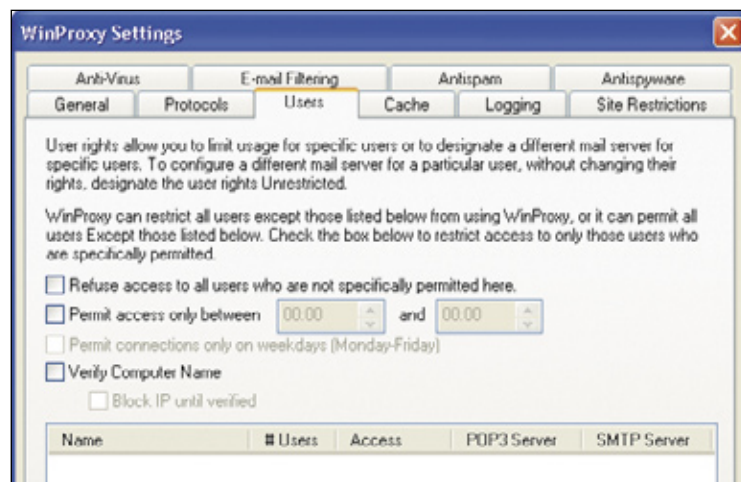 WinProxy Settings
Anti-Virus E-mail Filtering Antispam Antispyware
General Protocols Users Cache Logging Site Restrictions
User rights allow you to limit usage for specific users or to designate a different mail server for
specific users. To configure a different mail server for a particular user, without changing their
rights, designate the user rights Unrestricted.
WinProxy can restrict all users except those listed below from using WinProxy, or it can permit all
users Except those listed below. Check the box below to restrict access to only those users who
are specifically permitted.
Refuse access to all users who are not specifically permitted here.
Permit access only between 00.00 and 00.00
Permit connections only on weekdays (Monday-Friday)
Verify Computer Name
Block IP until verified
Name # Users Access POP3 Server SMTP Server